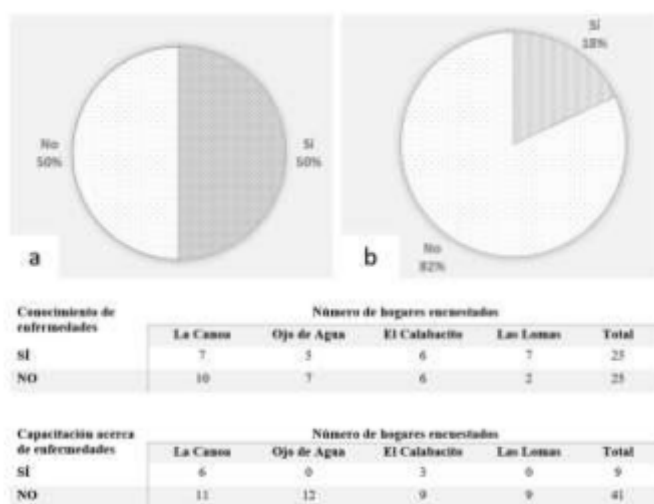 No
50%
Sí
50%
a
Sí
18%
No
82%
b
Conocimiento de enfermedades
Número de hogares encuestados
La Canoa Ojo de Agua El Calabacito Las Lomas Total
SÍ 7 5 6 7 25
NO 10 7 6 2 25
Capacitación acerca de enfermedades
Número de hogares encuestados
La Canoa Ojo de Agua El Calabacito Las Lomas Total
SÍ 6 0 3 0 9
NO 11 12 9 9 41